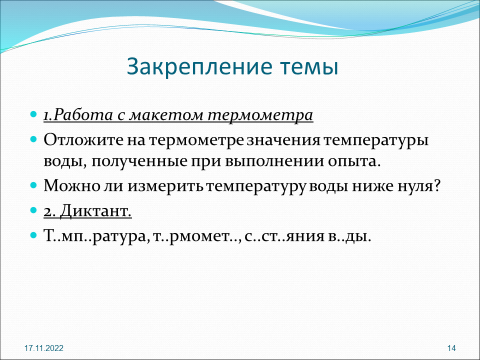 Закрепление темы
1.Работа с макетом термометра
Отложите на термометре значения температуры
воды, полученные при выполнении опыта.
Можно ли измерить температуру воды ниже нуля?
2. Диктант.
Т..мп..ратура, т..рмомет.., с..ст..яния в..ды.
17.11.2022
14